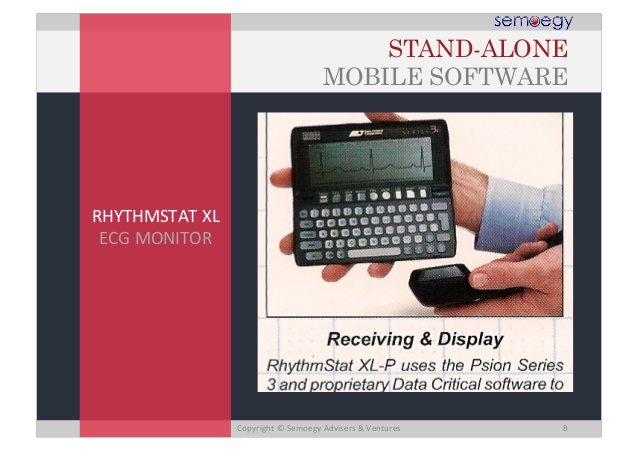 semoegy
STAND-ALONE
MOBILE SOFTWARE
RHYTHMSTAT XL
ECG MONITOR
Receiving & Display
RhythmStat XL-P uses the Psion Series
3 and proprietary Data Critical software to
Copyright © Semoegy Advisers & Ventures
8